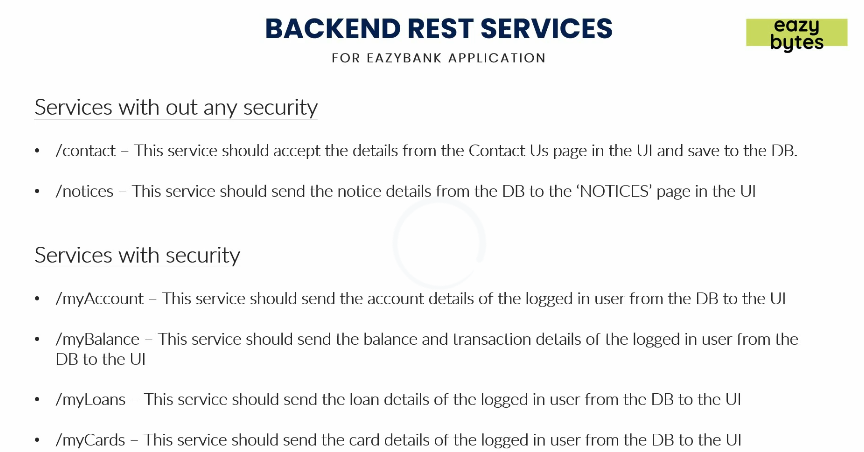 BACKEND REST SERVICES
FOR EAZYBANK APPLICATION
eazy
bytes
Services with out any security
• /contact – This service should accept the details from the Contact Us page in the UI and save to the DB.
• /notices – This service should send the notice details from the DB to the ‘NOTICES’ page in the UI
Services with security
• /myAccount – This service should send the account details of the logged in user from the DB to the UI
• /myBalance – This service should send the balance and transaction details of the logged in user from the
DB to the UI
• /myLoans – This service should send the loan details of the logged in user from the DB to the UI
• /myCards – This service should send the card details of the logged in user from the DB to the UI